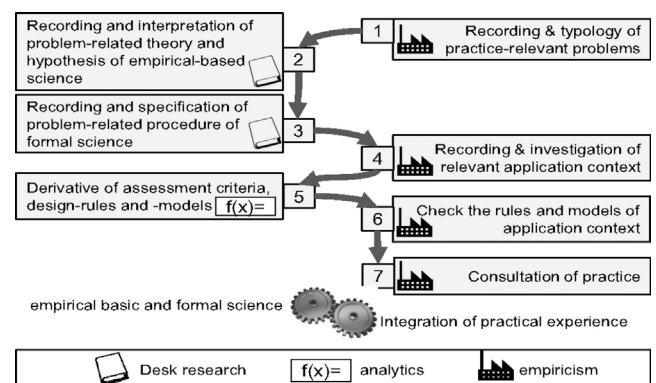 Recording and interpretation of
problem-related theory and
hypothesis of empirical-based
science
2
1
Recording & typology of
practice-relevant problems
Recording and specification of
problem-related procedure of
formal science
3
4
Recording & investigation of
relevant application context
Derivative of assessment criteria,
design-rules and -models f(x)=
5
6
Check the rules and models of
application context
7
Consultation of practice
empirical basic and formal science
Integration of practical experience
Desk research
f(x)= analytics
empiricism